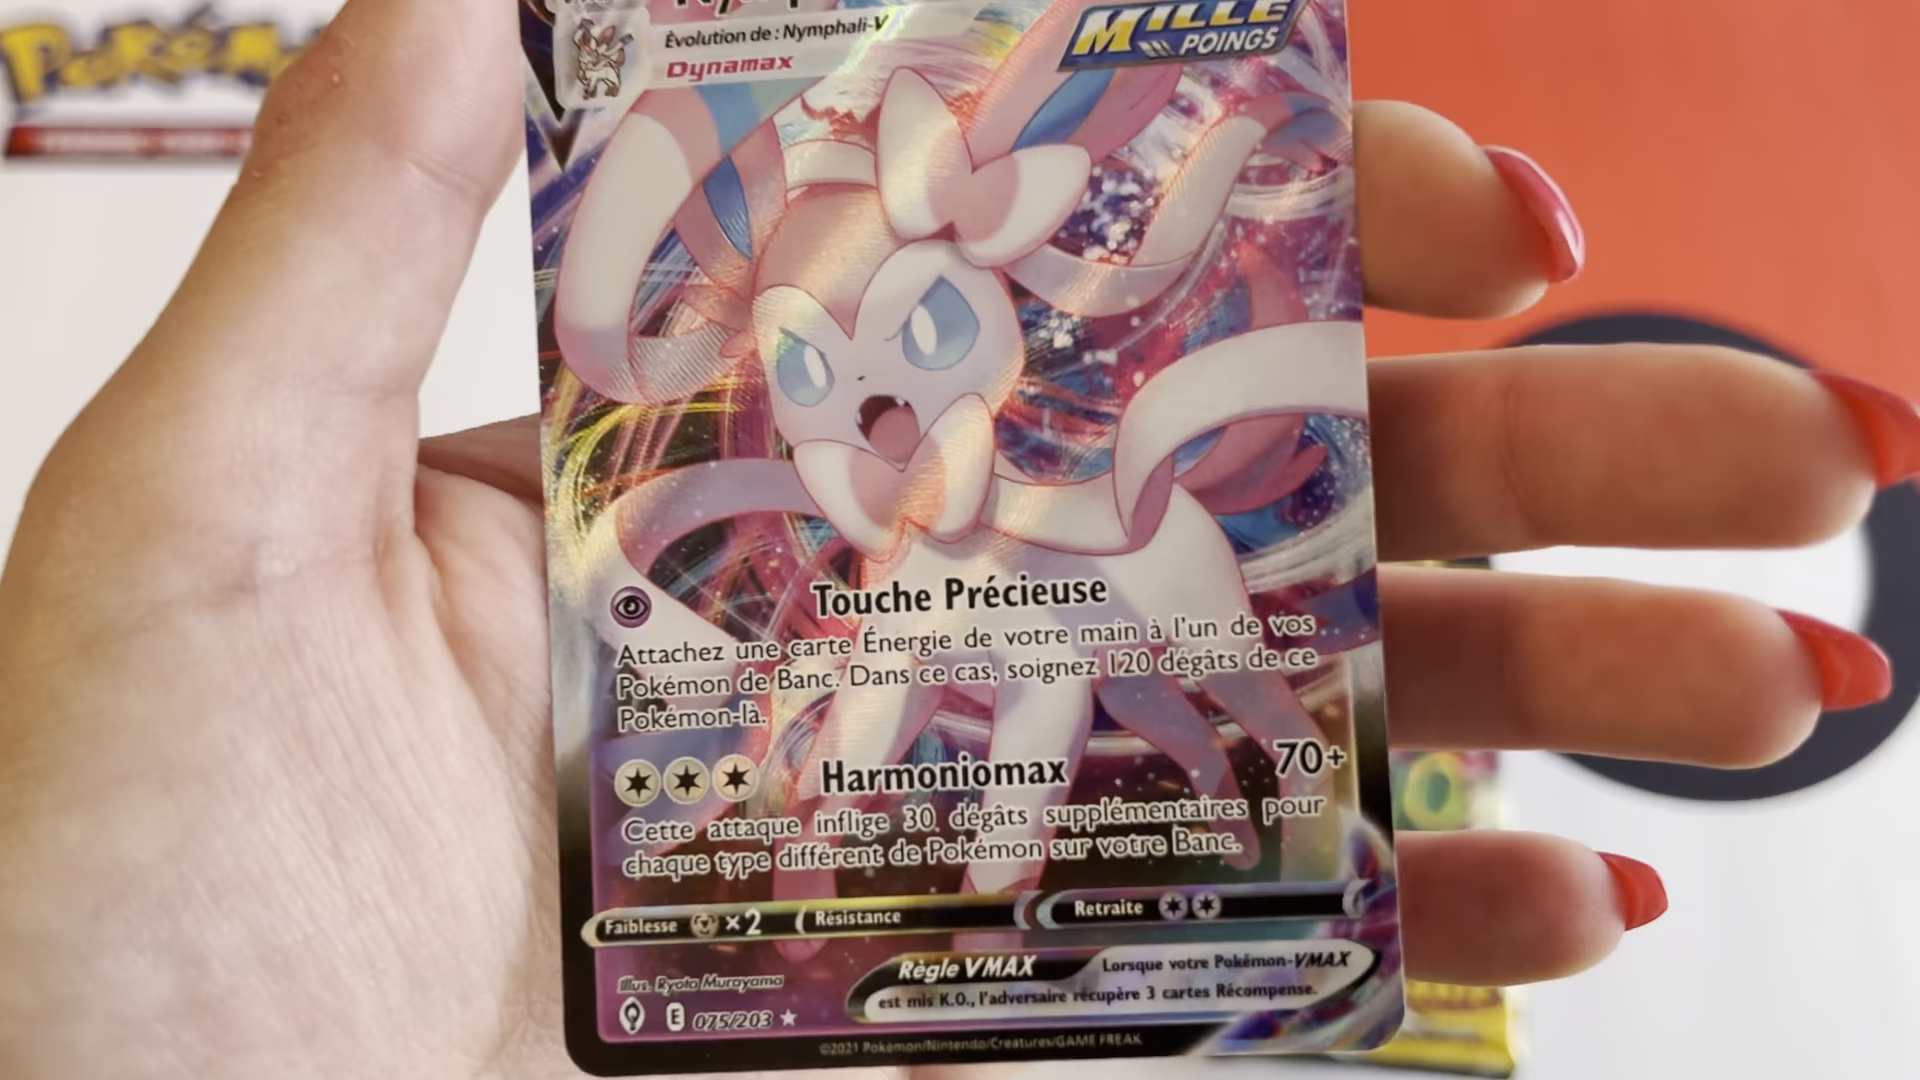 Pokém
Évolution de : Nymphali-V
Dynamax
MILLE
POINGS
Touche Précieuse
Attachez une carte Énergie de votre main à l'un de vos
Pokémon de Banc. Dans ce cas, soignez 120 dégâts de ce
Pokémon-là.
Harmoniomax 70+
Cette attaque inflige 30 dégâts supplémentaires pour
chaque type différent de Pokémon sur votre Banc.
Faiblesse ×2 Résistance Retraite
Règle VMAX Lorsque votre Pokémon-VMAX
est mis K.O., l'adversaire récupère 3 cartes Récompense.
Illus. Ryota Murayama
E 075/203
©2021 Pokémon/Nintendo/Creatures/GAME FREAK